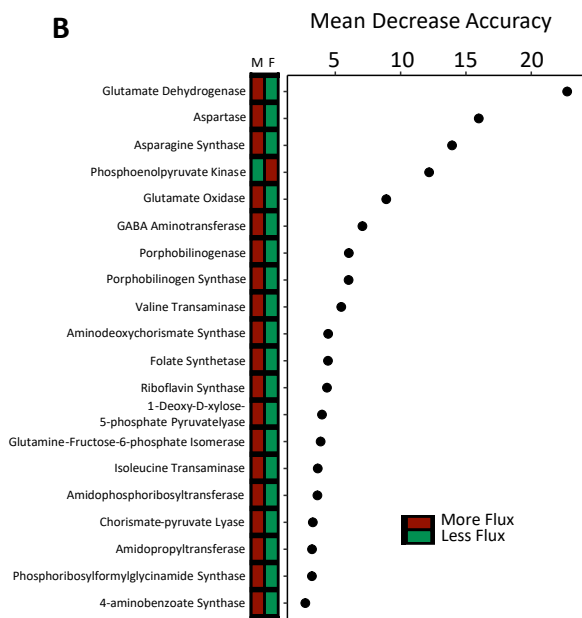 B
Mean Decrease Accuracy
M F
5 10 15 20
Glutamate Dehydrogenase
Aspartase
Asparagine Synthase
Phosphoenolpyruvate Kinase
Glutamate Oxidase
GABA Aminotransferase
Porphobilinogenase
Porphobilinogen Synthase
Valine Transaminase
Aminodeoxychorismate Synthase
Folate Synthetase
Riboflavin Synthase
1-Deoxy-D-xylose-
5-phosphate Pyruvatelyase
Glutamine-Fructose-6-phosphate Isomerase
Isoleucine Transaminase
Amidophosphoribosyltransferase
Chorismate-pyruvate Lyase
Amidopropyltransferase
Phosphoribosylformylglycinamide Synthase
4-aminobenzoate Synthase
More Flux
Less Flux